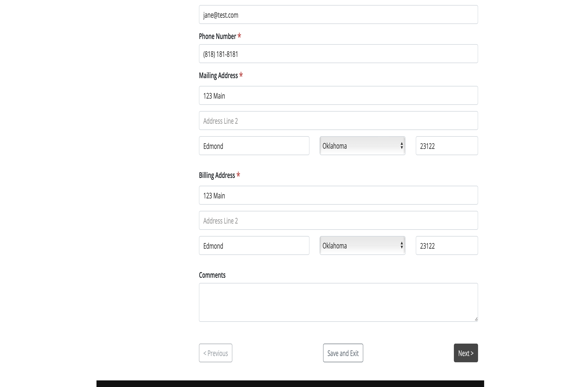 jane@test.com
Phone Number *
(818) 181-8181
Mailing Address *
123 Main
Address Line 2
Edmond Oklahoma 23122
Billing Address *
123 Main
Address Line 2
Edmond Oklahoma 23122
Comments
< Previous Save and Exit Next >